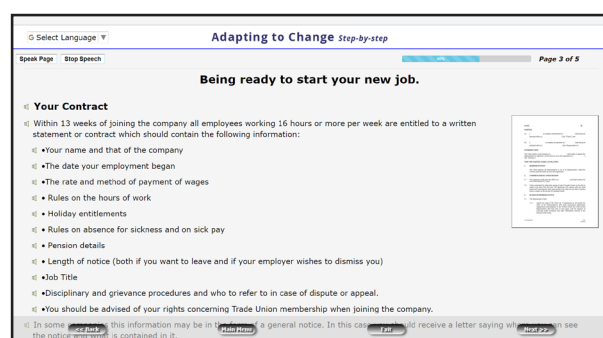 G Select Language ▼
Adapting to Change Step-by-step
Speak Page Stop Speech
Page 3 of 5
Being ready to start your new job.
Your Contract
Within 13 weeks of joining the company all employees working 16 hours or more per week are entitled to a written
statement or contract which should contain the following information:
•Your name and that of the company
•The date your employment began
•The rate and method of payment of wages
• Rules on the hours of work
• Holiday entitlements
• Rules on absence for sickness and on sick pay
• Pension details
• Length of notice (both if you want to leave and if your employer wishes to dismiss you)
•Job Title
•Disciplinary and grievance procedures and who to refer to in case of dispute or appeal.
•You should be advised of your rights concerning Trade Union membership when joining the company.
In some this information may be in of a general notice. In this case should receive a letter saying can see
<< Back Main Menu Exit Next >>
the notice and what is contained in it.